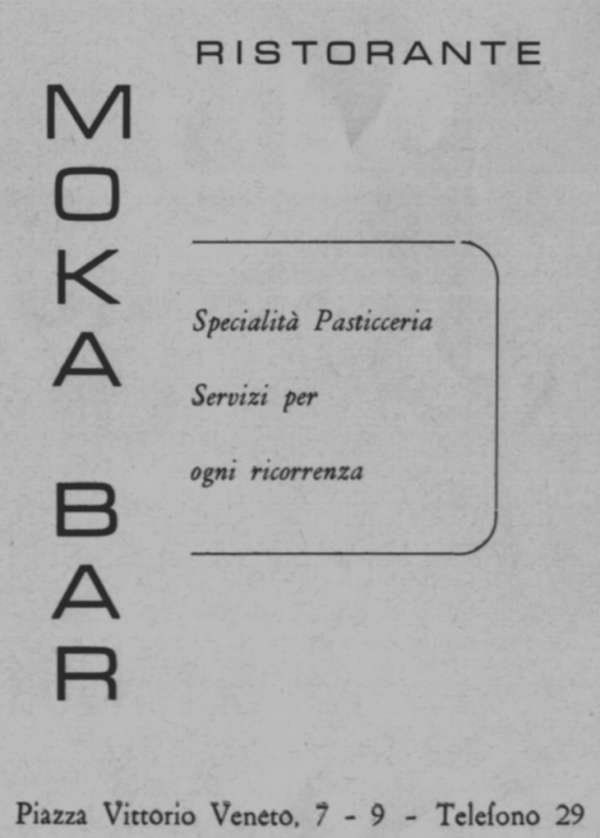 RISTORANTE
MOKA BAR
Specialità Pasticceria
Servizi per
ogni ricorrenza
Piazza Vittorio Veneto, 7 - 9 - Telefono 29